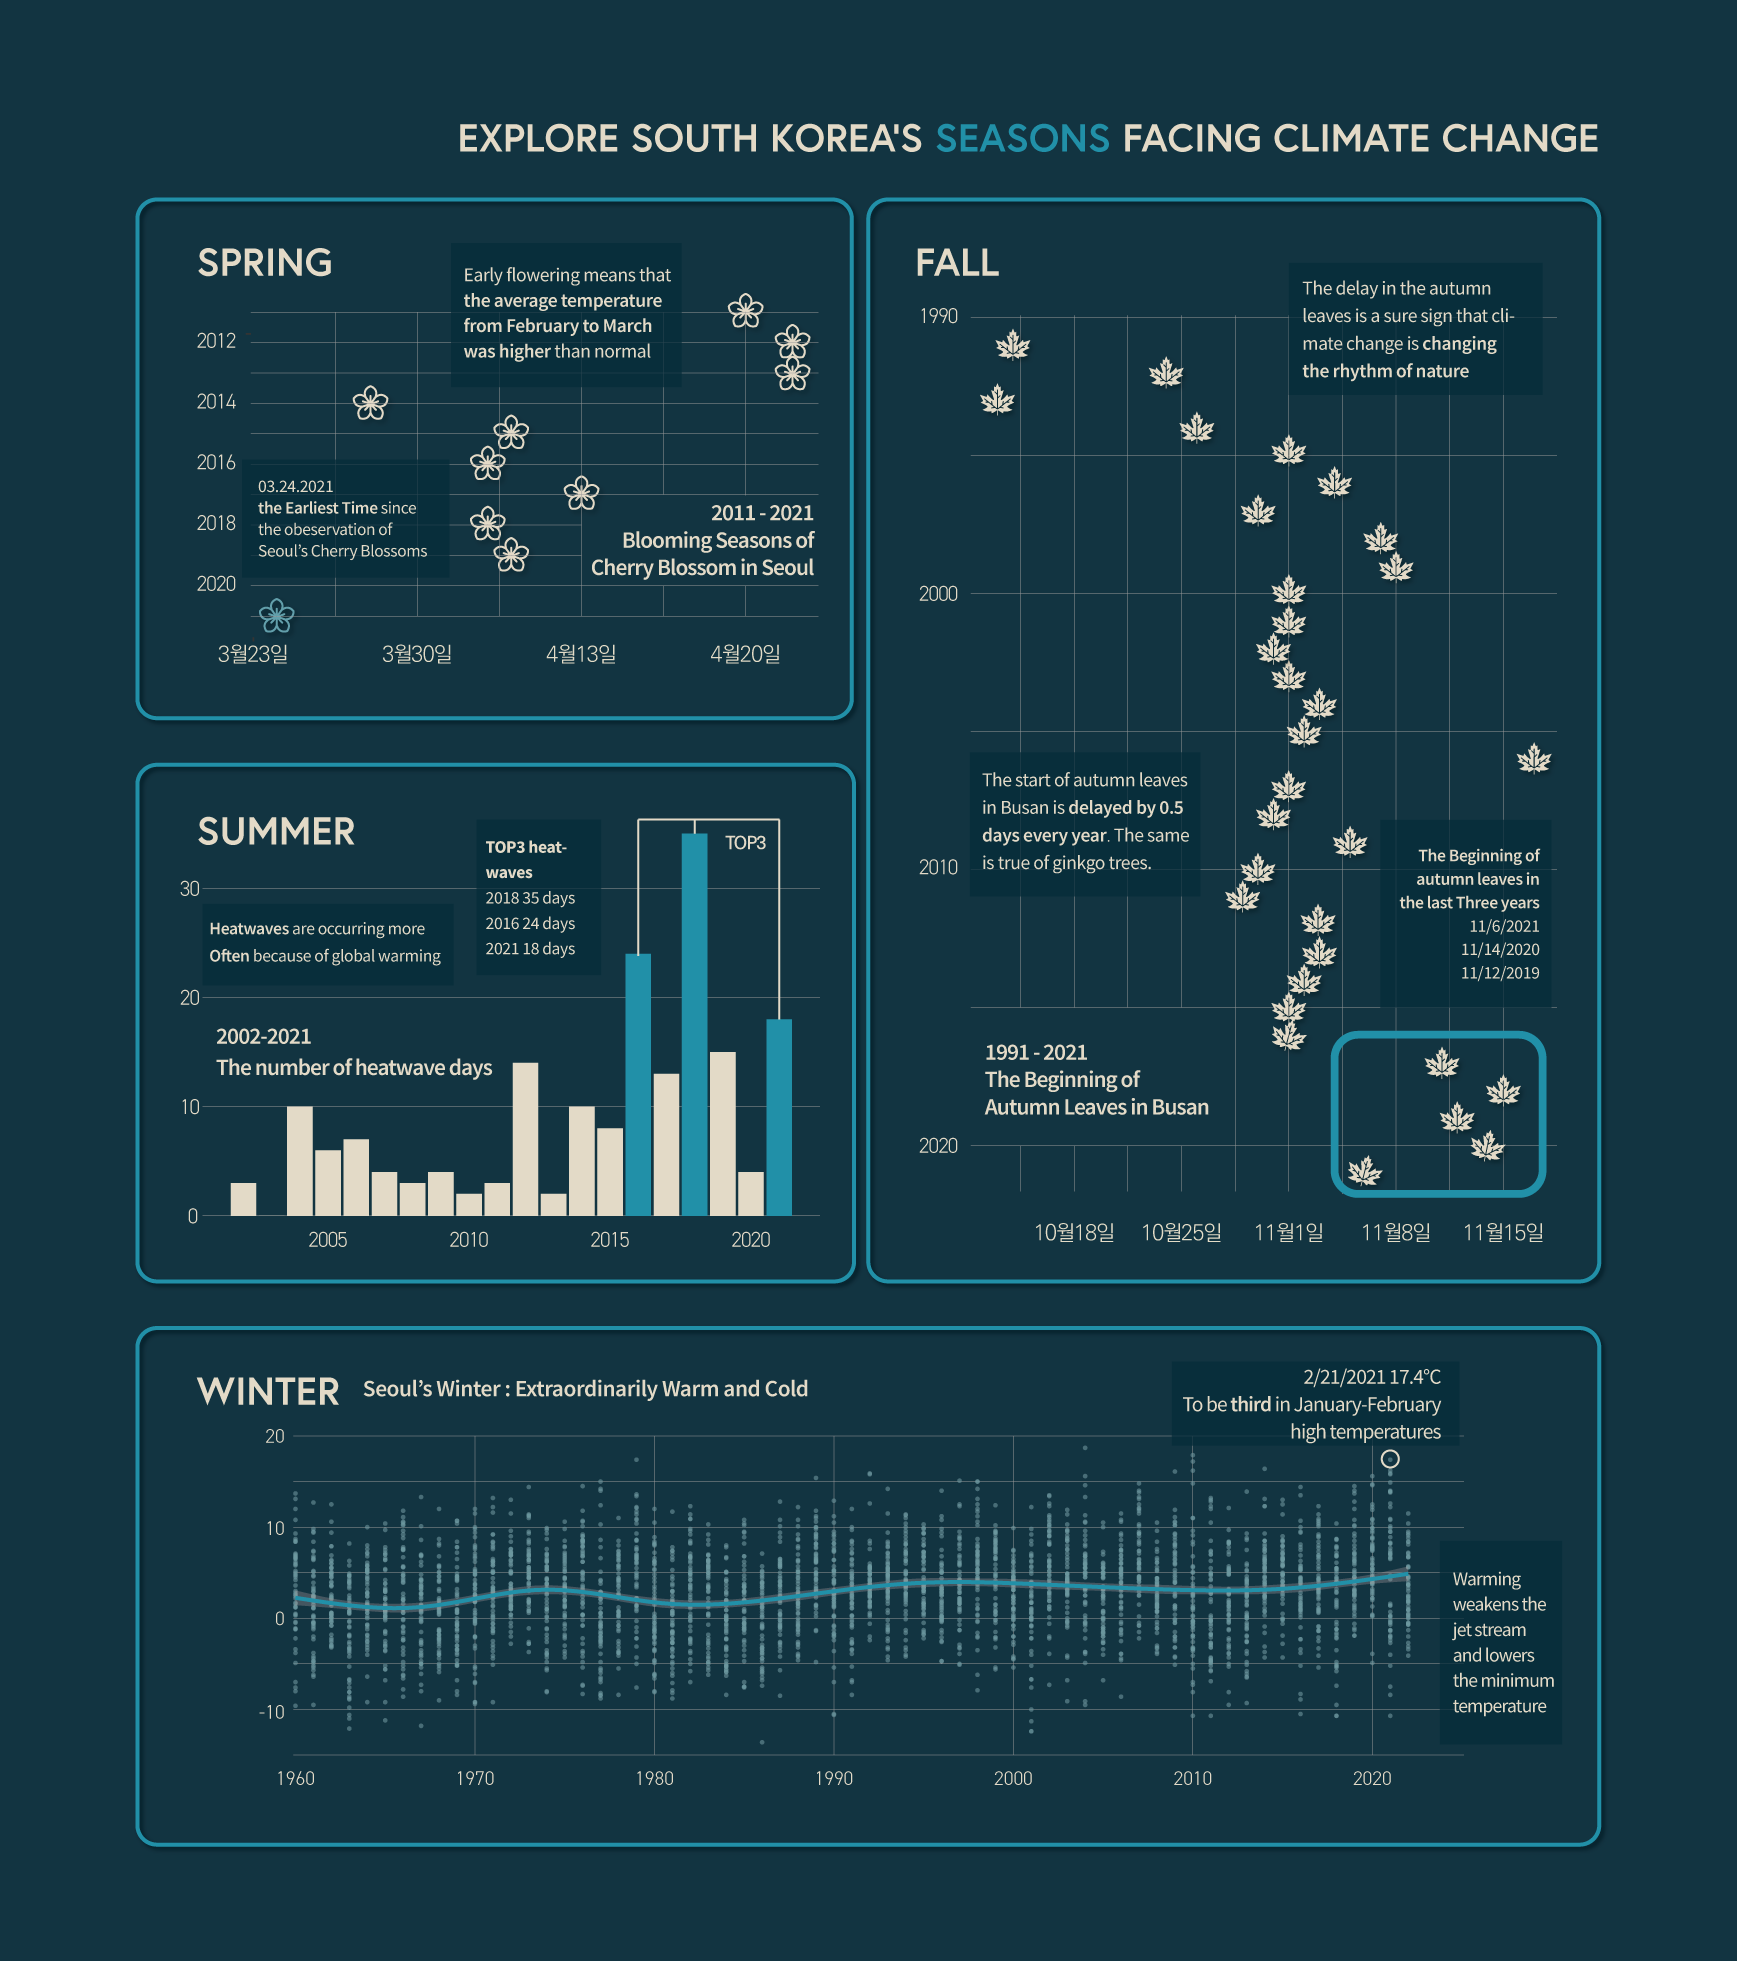 EXPLORE SOUTH KOREA'S SEASONS FACING CLIMATE CHANGE
SPRING
Early flowering means that
the average temperature
from February to March
was higher than normal
2012
2014
2016
2018
2020
03.24.2021
the Earliest Time since
the obeservation of
Seoul's Cherry Blossoms
2011 - 2021
Blooming Seasons of
Cherry Blossom in Seoul
3월23일
3월30일
4월13일
4월20일
SUMMER
TOP3 heat-
waves
2018 35 days
2016 24 days
2021 18 days
TOP3
Heatwaves are occurring more
Often because of global warming
2002-2021
The number of heatwave days
30
20
10
0
2005
2010
2015
2020
FALL
The delay in the autumn
leaves is a sure sign that cli-
mate change is changing
the rhythm of nature
1990
2000
2010
2020
The start of autumn leaves
in Busan is delayed by 0.5
days every year. The same
is true of ginkgo trees.
The Beginning of
autumn leaves in
the last Three years
11/6/2021
11/14/2020
11/12/2019
1991 - 2021
The Beginning of
Autumn Leaves in Busan
10월18일
10월25일
11월1일
11월8일
11월15일
WINTER
Seoul's Winter : Extraordinarily Warm and Cold
2/21/2021 17.4°C
To be third in January-February
high temperatures
20
10
0
-10
Warming
weakens the
jet stream
and lowers
the minimum
temperature
1960
1970
1980
1990
2000
2010
2020